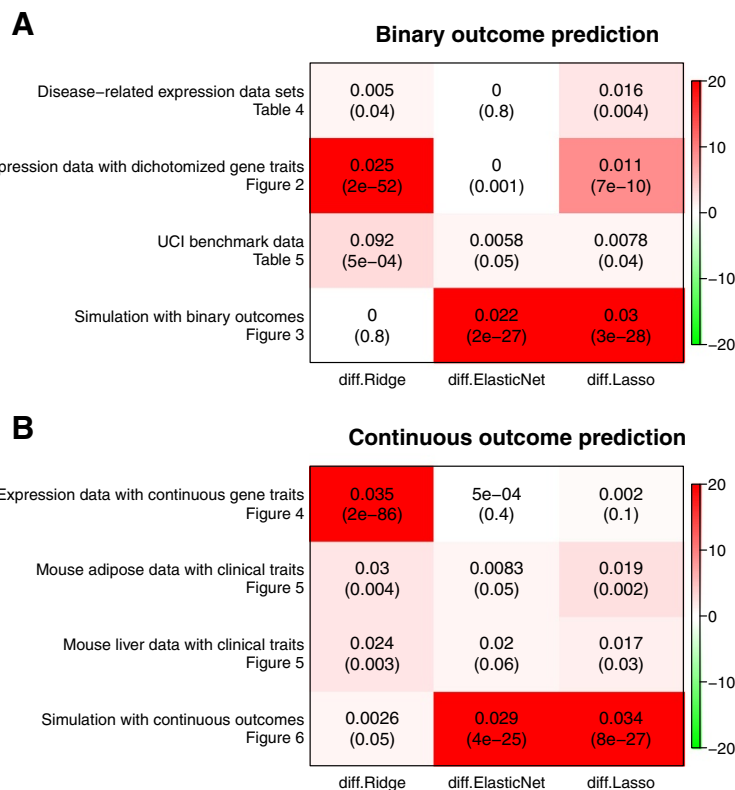 A
Binary outcome prediction
Disease−related expression data sets
Table 4
0.005
(0.04)
0
(0.8)
0.016
(0.004)
pression data with dichotomized gene traits
Figure 2
0.025
(2e−52)
0
(0.001)
0.011
(7e−10)
UCI benchmark data
Table 5
0.092
(5e−04)
0.0058
(0.05)
0.0078
(0.04)
Simulation with binary outcomes
Figure 3
0
(0.8)
0.022
(2e−27)
0.03
(3e−28)
diff.Ridge
diff.ElasticNet
diff.Lasso
20
10
0
−10
−20
B
Continuous outcome prediction
Expression data with continuous gene traits
Figure 4
0.035
(2e−86)
5e−04
(0.4)
0.002
(0.1)
Mouse adipose data with clinical traits
Figure 5
0.03
(0.004)
0.0083
(0.05)
0.019
(0.002)
Mouse liver data with clinical traits
Figure 5
0.024
(0.003)
0.02
(0.06)
0.017
(0.03)
Simulation with continuous outcomes
Figure 6
0.0026
(0.05)
0.029
(4e−25)
0.034
(8e−27)
diff.Ridge
diff.ElasticNet
diff.Lasso
20
10
0
−10
−20